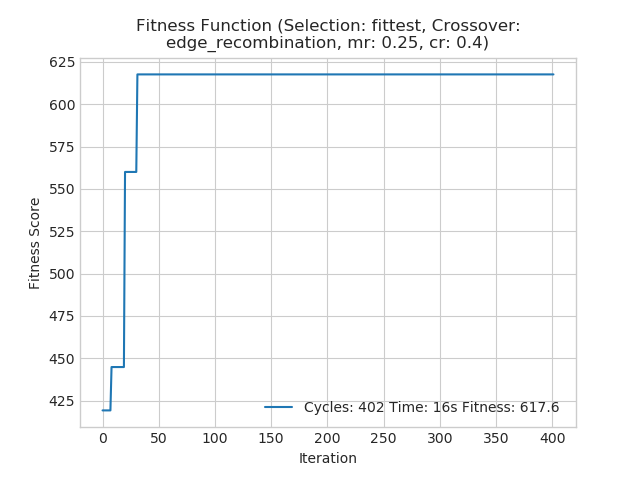 Fitness Function (Selection: fittest, Crossover:
edge_recombination, mr: 0.25, cr: 0.4)
625
600
575
550
525
500
475
450
425
Fitness Score
Cycles: 402 Time: 16s Fitness: 617.6
0 50 100 150 200 250 300 350 400
Iteration